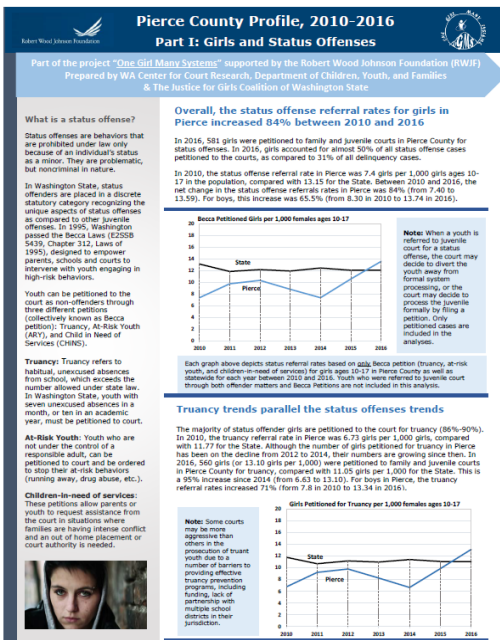 Pierce County Profile, 2010-2016
Part I: Girls and Status Offenses
Robert Wood Johnson Foundation
Part of the project "One Girl Many Systems" supported by the Robert Wood Johnson Foundation (RWJF)
Prepared by WA Center for Court Research, Department of Children, Youth, and Families
& The Justice for Girls Coalition of Washington State
What is a status offense?
Status offenses are behaviors that
are prohibited under law only
because of an individual's status
as a minor. They are problematic,
but noncriminal in nature.
In Washington State, status
offenders are placed in a discrete
statutory category recognizing the
unique aspects of status offenses
as compared to other juvenile
offenses. In 1995, Washington
passed the Becca Laws (E2SSB
5439, Chapter 312, Laws of
1995), designed to empower
parents, schools and courts to
intervene with youth engaging in
high-risk behaviors.
Youth can be petitioned to the
court as non-offenders through
three different petitions
(collectively known as Becca
petition): Truancy, At-Risk Youth
(ARY), and Child in Need of
Services (CHINS).
Truancy: Truancy refers to
habitual, unexcused absences
from school, which exceeds the
number allowed under state law.
In Washington State, youth with
seven unexcused absences in a
month, or ten in an academic
year, must be petitioned to court.
At-Risk Youth: Youth who are
not under the control of a
responsible adult, can be
petitioned to court and be ordered
to stop their at-risk behaviors
(running away, drug abuse, etc.).
Children-in-need of services:
These petitions allow parents or
youth to request assistance from
the court in situations where
families are having intense conflict
and an out of home placement or
court authority is needed.
Overall, the status offense referral rates for girls in
Pierce increased 84% between 2010 and 2016
In 2016, 581 girls were petitioned to family and juvenile courts in Pierce County for
status offenses. In 2016, girls accounted for almost 50% of all status offense cases
petitioned to the courts, as compared to 31% of all delinquency cases.
In 2010, the status offense referral rate in Pierce was 7.4 girls per 1,000 girls ages 10-
17 in the population, compared with 13.15 for the State. Between 2010 and 2016, the
net change in the status offense referrals rates in Pierce was 84% (from 7.40 to
13.59). For boys, this increase was 65.5% (from 8.30 in 2010 to 13.74 in 2016).
Becca Petitioned Girls per 1,000 females ages 10-17
20
18
16
14
12
10
8
6
4
2
0
State
Pierce
2010 2011 2012 2013 2014 2015 2016
Note: When a youth is
referred to juvenile
court for a status
offense, the court may
decide to divert the
youth away from
formal system
processing, or the
court may decide to
process the juvenile
formally by filing a
petition. Only
petitioned cases are
included in the
analyses.
Each graph above depicts status referral rates based on only Becca petition (truancy, at-risk
youth, and children-in-need of services) for girls ages 10-17 in Pierce County as well as
statewide for each year between 2010 and 2016. Youth who were referred to juvenile court
through both offender matters and Becca Petitions are not included in this analysis.
Truancy trends parallel the status offenses trends
The majority of status offender girls are petitioned to the court for truancy (86%-90%).
In 2010, the truancy referral rate in Pierce was 6.73 girls per 1,000 girls, compared
with 11.77 for the State. Although the number of girls petitioned for truancy in Pierce
has been on the decline from 2012 to 2014, their numbers are growing since then. In
2016, 560 girls (or 13.10 girls per 1,000) were petitioned to family and juvenile courts
in Pierce County for truancy, compared with 11.05 girls per 1,000 for the State. This is
a 95% increase since 2014 (from 6.63 to 13.10). For boys in Pierce, the truancy
referral rates increased 71% (from 7.8 in 2010 to 13.34 in 2016).
Note: Some courts
may be more
aggressive than
others in the
prosecution of truant
youth due to a
number of barriers to
providing effective
truancy prevention
programs, including
funding, lack of
partnership with
multiple school
districts in their
jurisdiction.
Girls Petitioned for Truancy per 1,000 females ages 10-17
20
18
16
14
12
10
8
6
4
2
0
State
Pierce
2010 2011 2012 2013 2014 2015 2016